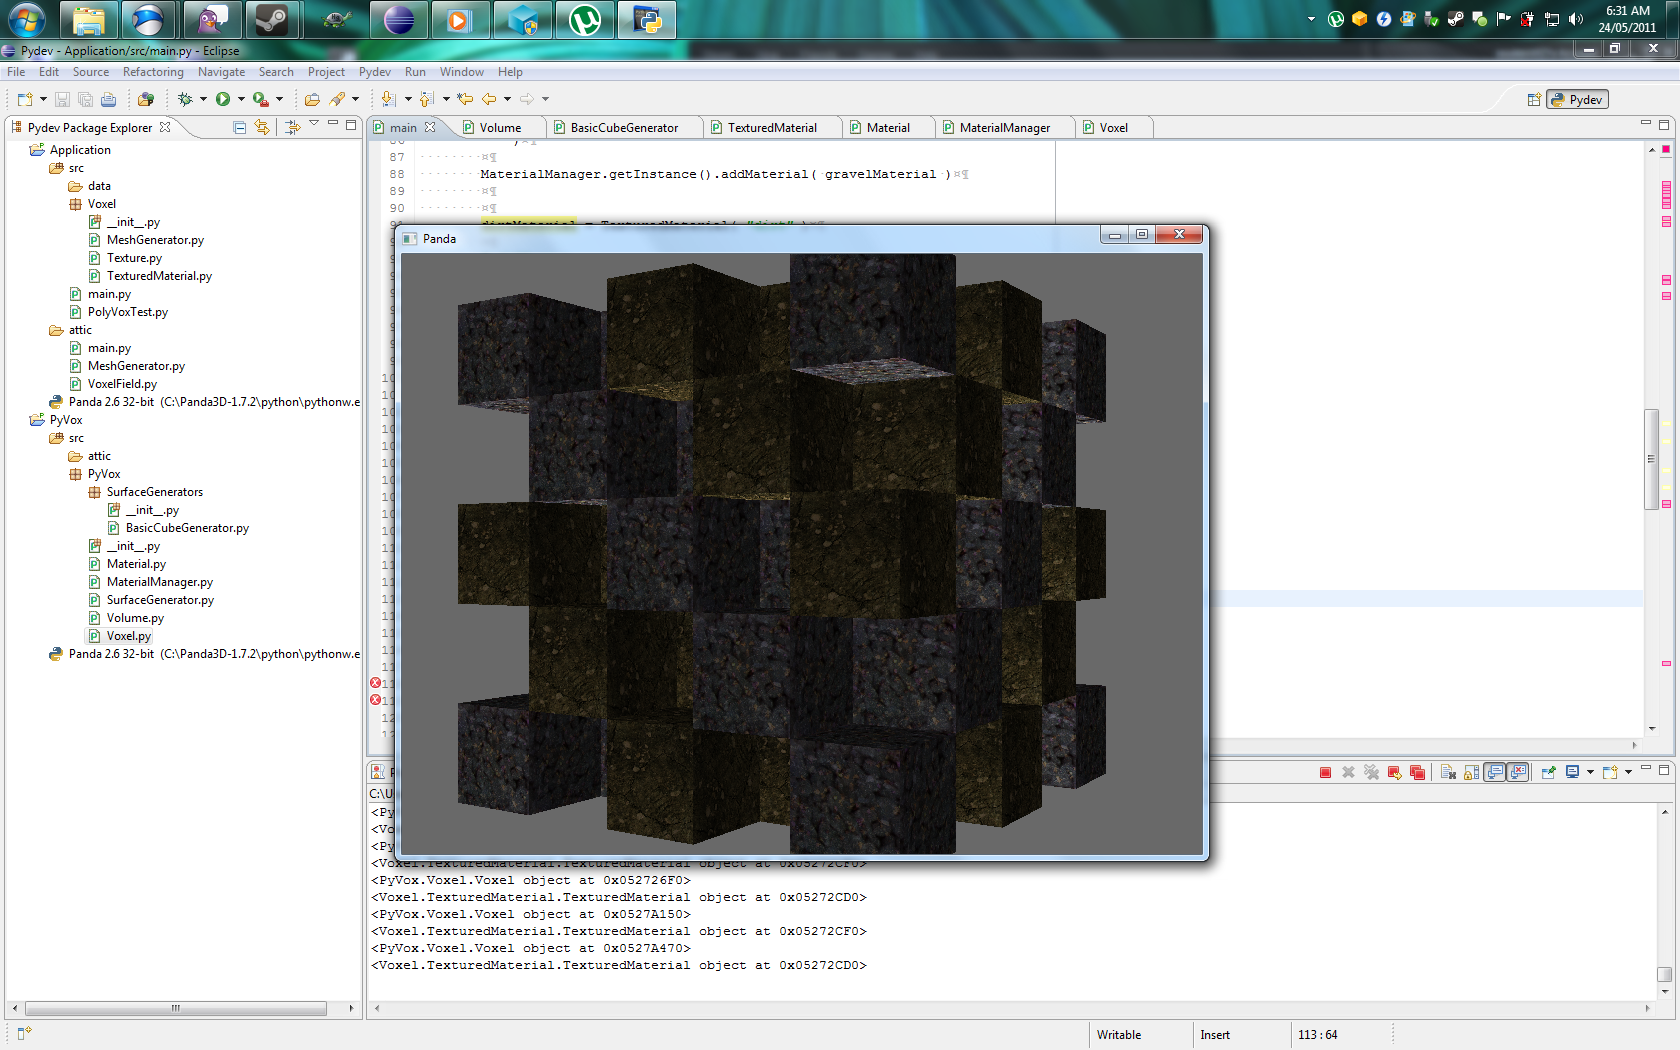 6:31 AM
24/05/2011
Pydev - Application/src/main.py - Eclipse
File Edit Source Refactoring Navigate Search Project Pydev Run Window Help
Pydev
Pydev Package Explorer
main Volume BasicCubeGenerator TexturedMaterial Material MaterialManager Voxel
Application
src
data
Voxel
__init__.py
MeshGenerator.py
Texture.py
TexturedMaterial.py
main.py
PolyVoxTest.py
attic
main.py
MeshGenerator.py
VoxelField.py
Panda 2.6 32-bit (C:\Panda3D-1.7.2\python\pythonw.e
PyVox
src
attic
PyVox
SurfaceGenerators
__init__.py
BasicCubeGenerator.py
__init__.py
Material.py
MaterialManager.py
SurfaceGenerator.py
Volume.py
Voxel.py
Panda 2.6 32-bit (C:\Panda3D-1.7.2\python\pythonw.e
87 ¤¶
88 MaterialManager.getInstance().addMaterial( gravelMaterial )¤¶
89 ¤¶
90 ¤¶
dirtMaterial = TexturedMaterial( "dirt" )
Panda
C:\U
<Py
<Vo
<Py
<Voxel.TexturedMaterial.TexturedMaterial object at 0x05272CF0>
<PyVox.Voxel.Voxel object at 0x052726F0>
<Voxel.TexturedMaterial.TexturedMaterial object at 0x05272CD0>
<PyVox.Voxel.Voxel object at 0x0527A150>
<Voxel.TexturedMaterial.TexturedMaterial object at 0x05272CF0>
<PyVox.Voxel.Voxel object at 0x0527A470>
<Voxel.TexturedMaterial.TexturedMaterial object at 0x05272CD0>
Writable Insert 113 : 64